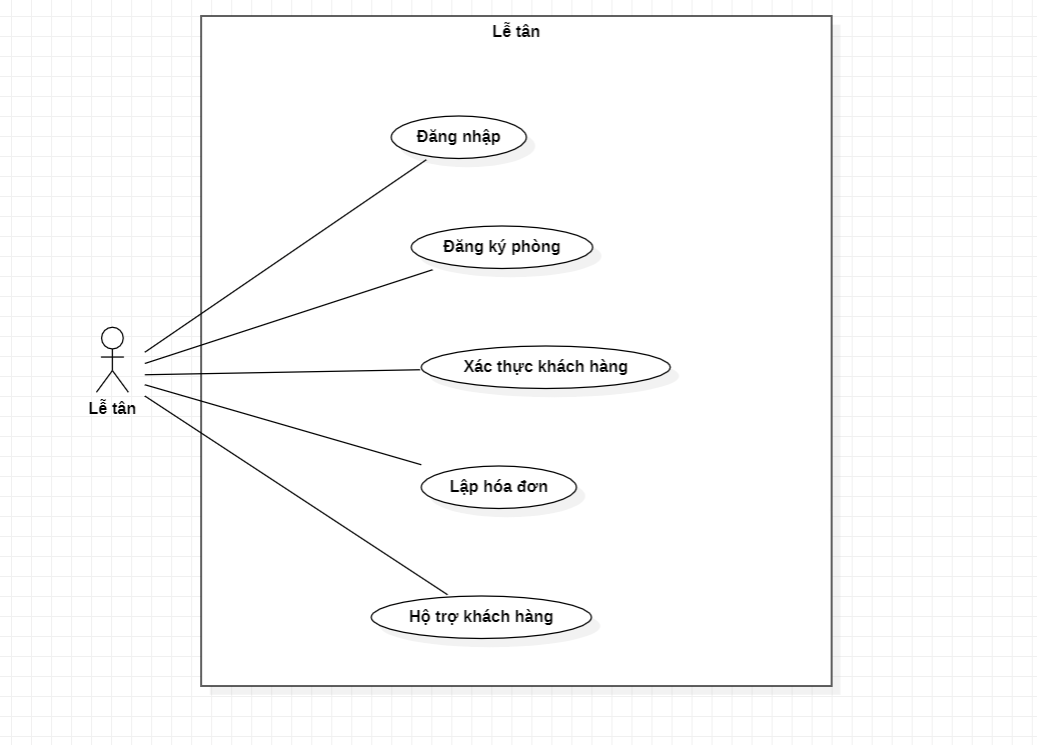 Lễ tân
Đăng nhập
Đăng ký phòng
Xác thực khách hàng
Lễ tân
Lập hóa đơn
Hộ trợ khách hàng